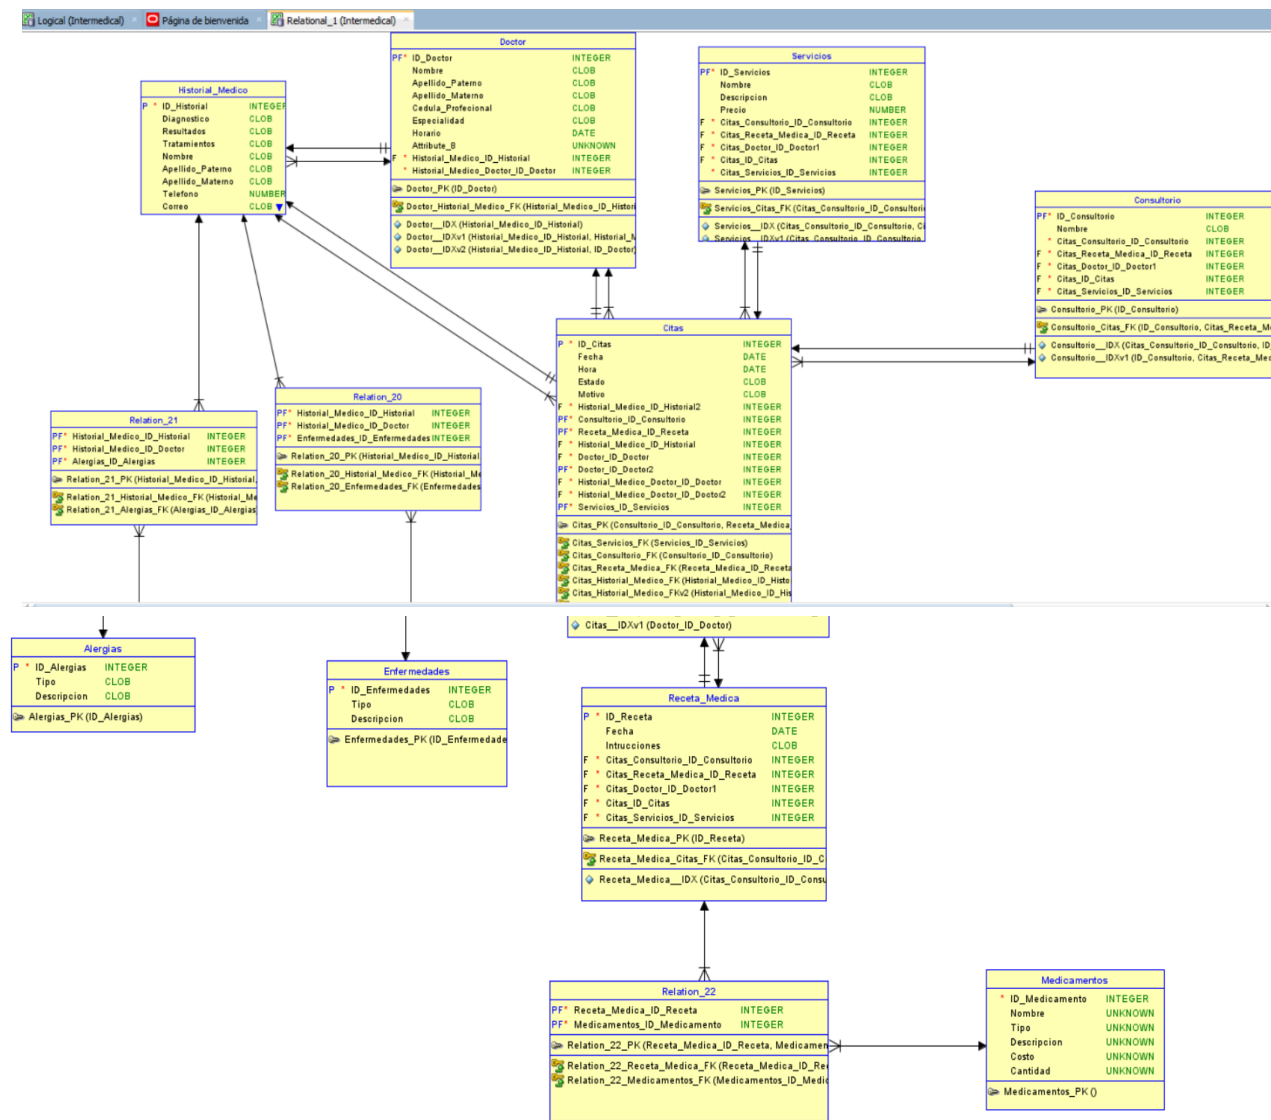 Logical (Intermedical)
Página de bienvenida
Relational_1 (Intermedical)
Historial_Medico
P * ID_Historial INTEGER
Diagnostico CLOB
Resultados CLOB
Tratamientos CLOB
Nombre CLOB
Apellido_Paterno CLOB
Apellido_Materno CLOB
Telefono NUMBER
Correo CLOB
Doctor
PF* ID_Doctor INTEGER
Nombre CLOB
Apellido_Paterno CLOB
Apellido_Materno CLOB
Cedula_Profecional CLOB
Especialidad CLOB
Horario DATE
Attribute_8 UNKNOWN
F * Historial_Medico_ID_Historial INTEGER
* Historial_Medico_Doctor_ID_Doctor INTEGER
Doctor_PK (ID_Doctor)
Doctor_Historial_Medico_FK (Historial_Medico_ID_Histori
Doctor__IDX (Historial_Medico_ID_Historial)
Doctor__IDXv1 (Historial_Medico_ID_Historial, Historial_M
Doctor__IDXv2 (Historial_Medico_ID_Historial, ID_Doctor)
Servicios
PF* ID_Servicios INTEGER
Nombre CLOB
Descripcion CLOB
Precio NUMBER
F * Citas_Consultorio_ID_Consultorio INTEGER
F * Citas_Receta_Medica_ID_Receta INTEGER
F * Citas_Doctor_ID_Doctor1 INTEGER
F * Citas_ID_Citas INTEGER
* Citas_Servicios_ID_Servicios INTEGER
Servicios_PK (ID_Servicios)
Servicios_Citas_FK (Citas_Consultorio_ID_Consultori
Servicios__IDX (Citas_Consultorio_ID_Consultorio, Ci
Servicios__IDXv1 (Citas_Consultorio_ID_Consultorio
Consultorio
PF* ID_Consultorio INTEGER
Nombre CLOB
* Citas_Consultorio_ID_Consultorio INTEGER
F * Citas_Receta_Medica_ID_Receta INTEGER
F * Citas_Doctor_ID_Doctor1 INTEGER
F * Citas_ID_Citas INTEGER
F * Citas_Servicios_ID_Servicios INTEGER
Consultorio_PK (ID_Consultorio)
Consultorio_Citas_FK (ID_Consultorio, Citas_Receta_Me
Consultorio__IDX (Citas_Consultorio_ID_Consultorio, ID_
Consultorio__IDXv1 (ID_Consultorio, Citas_Receta_Mec
Citas
P * ID_Citas INTEGER
Fecha DATE
Hora DATE
Estado CLOB
Motivo CLOB
F * Historial_Medico_ID_Historial2 INTEGER
PF* Consultorio_ID_Consultorio INTEGER
PF* Receta_Medica_ID_Receta INTEGER
F * Historial_Medico_ID_Historial INTEGER
F * Doctor_ID_Doctor INTEGER
PF* Doctor_ID_Doctor2 INTEGER
F * Historial_Medico_Doctor_ID_Doctor INTEGER
F * Historial_Medico_Doctor_ID_Doctor2 INTEGER
PF* Servicios_ID_Servicios INTEGER
Citas_PK (Consultorio_ID_Consultorio, Receta_Medica_
Citas_Servicios_FK (Servicios_ID_Servicios)
Citas_Consultorio_FK (Consultorio_ID_Consultorio)
Citas_Receta_Medica_FK (Receta_Medica_ID_Receta
Citas_Historial_Medico_FK (Historial_Medico_ID_Histo
Citas_Historial_Medico_FKv2 (Historial_Medico_ID_His
Relation_21
PF* Historial_Medico_ID_Historial INTEGER
PF* Historial_Medico_ID_Doctor INTEGER
PF* Alergias_ID_Alergias INTEGER
Relation_21_PK (Historial_Medico_ID_Historial,
Relation_21_Historial_Medico_FK (Historial_Me
Relation_21_Alergias_FK (Alergias_ID_Alergias
Relation_20
PF* Historial_Medico_ID_Historial INTEGER
PF* Historial_Medico_ID_Doctor INTEGER
PF* Enfermedades_ID_Enfermedades INTEGER
Relation_20_PK (Historial_Medico_ID_Historial
Relation_20_Historial_Medico_FK (Historial_Me
Relation_20_Enfermedades_FK (Enfermedades
Alergias
P * ID_Alergias INTEGER
Tipo CLOB
Descripcion CLOB
Alergias_PK (ID_Alergias)
Enfermedades
P * ID_Enfermedades INTEGER
Tipo CLOB
Descripcion CLOB
Enfermedades_PK (ID_Enfermedade
Citas__IDXv1 (Doctor_ID_Doctor)
Receta_Medica
P * ID_Receta INTEGER
Fecha DATE
Intrucciones CLOB
F * Citas_Consultorio_ID_Consultorio INTEGER
F * Citas_Receta_Medica_ID_Receta INTEGER
F * Citas_Doctor_ID_Doctor1 INTEGER
F * Citas_ID_Citas INTEGER
F * Citas_Servicios_ID_Servicios INTEGER
Receta_Medica_PK (ID_Receta)
Receta_Medica_Citas_FK (Citas_Consultorio_ID_C
Receta_Medica__IDX (Citas_Consultorio_ID_Consu
Relation_22
PF* Receta_Medica_ID_Receta INTEGER
PF* Medicamentos_ID_Medicamento INTEGER
Relation_22_PK (Receta_Medica_ID_Receta, Medicamen
Relation_22_Receta_Medica_FK (Receta_Medica_ID_Re
Relation_22_Medicamentos_FK (Medicamentos_ID_Medic
Medicamentos
* ID_Medicamento INTEGER
Nombre UNKNOWN
Tipo UNKNOWN
Descripcion UNKNOWN
Costo UNKNOWN
Cantidad UNKNOWN
Medicamentos_PK ()